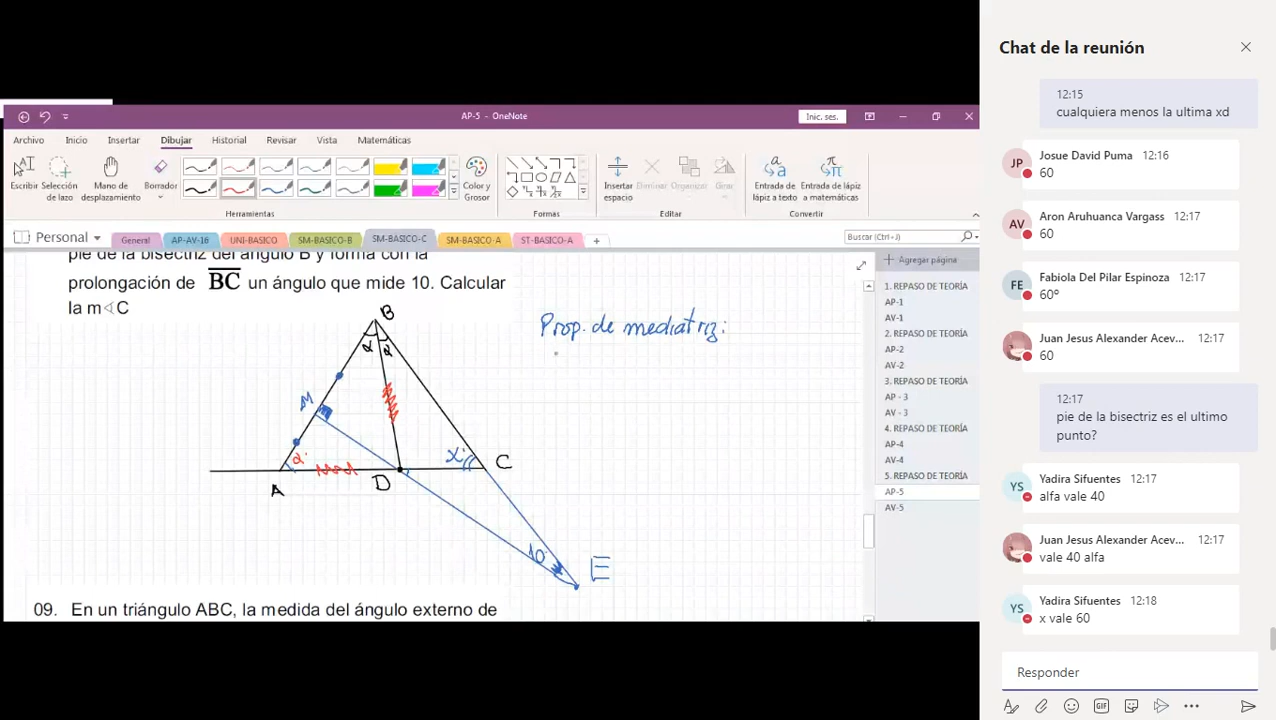 Chat de la reunión
12:15
cualquiera menos la ultima xd
JP
Josue David Puma 12:16
60
AV
Aron Aruhuanca Vargass 12:17
60
FE
Fabiola Del Pilar Espinoza 12:17
60º
Juan Jesus Alexander Acev... 12:17
60
12:17
pie de la bisectriz es el ultimo
punto?
YS
Yadira Sifuentes 12:17
alfa vale 40
Juan Jesus Alexander Acev... 12:17
vale 40 alfa
YS
Yadira Sifuentes 12:18
x vale 60
Responder
GIF
AP-5 - OneNote
Inic. ses.
Archivo Inicio Insertar Dibujar Historial Revisar Vista Matemáticas
Escribir
Selección de lazo
Mano de desplazamiento
Borrador
Color y Grosor
Insertar espacio
Eliminar
Organizar
Girar
Entrada de lápiz a texto
Entrada de lápiz a matemáticas
Herramientas Formas Editar Convertir
Personal General AP-AV-16 UNI-BASICO SM-BASICO-B SM-BASICO-C SM-BASICO-A ST-BASICO-A
Buscar (Ctrl+J)
Agregar página
1. REPASO DE TEORÍA
AP-1
AV-1
2. REPASO DE TEORÍA
AP-2
AV-2
3. REPASO DE TEORÍA
AP - 3
AV - 3
4. REPASO DE TEORÍA
AP-4
AV-4
5. REPASO DE TEORÍA
AP-5
AV-5
pie de la bisectriz del ángulo B y forma con la
prolongación de BC un ángulo que mide 10. Calcular
la m∢C
Prop. de mediatriz:
B
α α
M
α
x
C
A
D
10
E
09. En un triángulo ABC, la medida del ángulo externo de